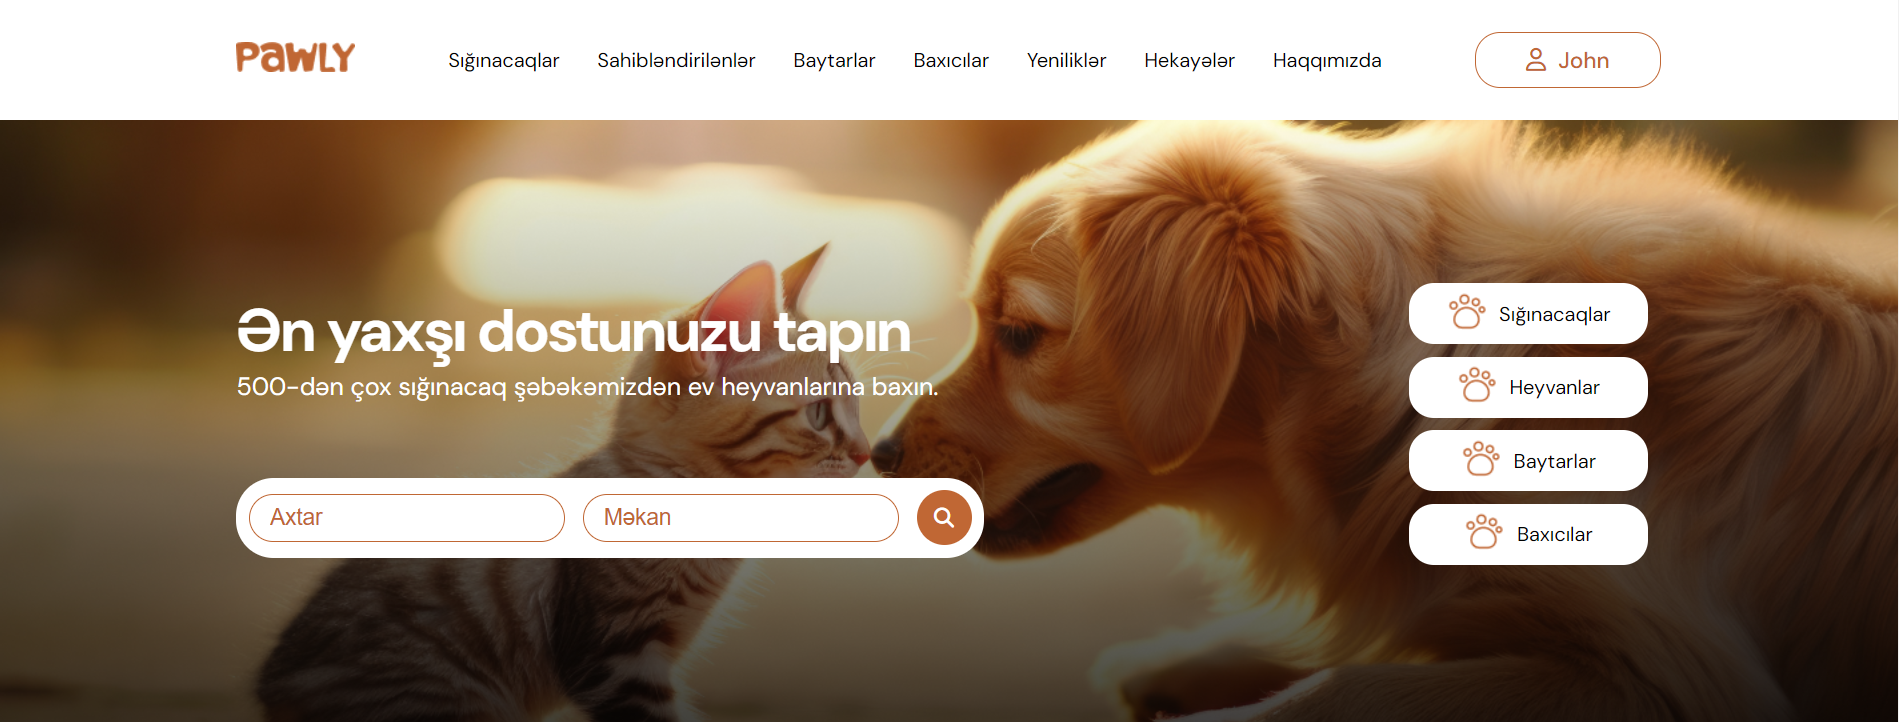 PAWLY
Sığınacaqlar Sahibləndirilənlər Baytarlar Baxıcılar Yeniliklər Hekayələr Haqqımızda
John
Ən yaxşı dostunuzu tapın
500-dən çox sığınacaq şəbəkəmizdən ev heyvanlarına baxın.
Axtar
Məkan
Sığınacaqlar
Heyvanlar
Baytarlar
Baxıcılar